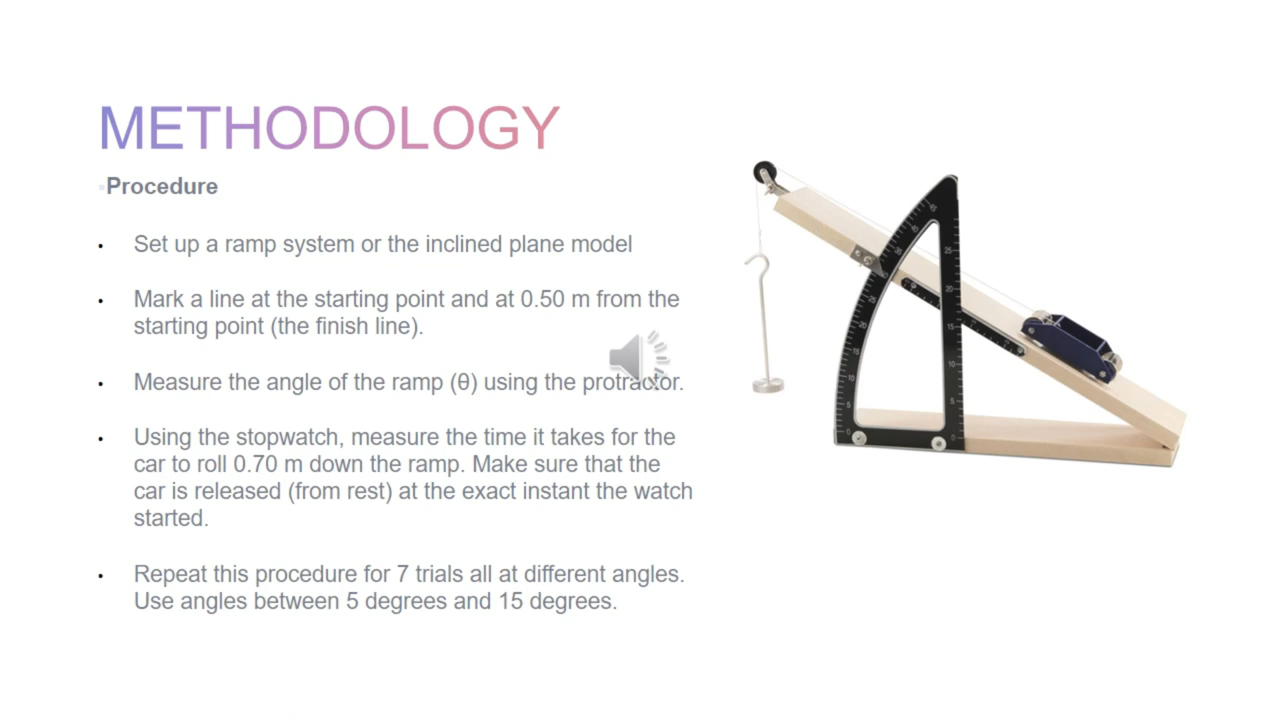 METHODOLOGY
Procedure
• Set up a ramp system or the inclined plane model
• Mark a line at the starting point and at 0.50 m from the
starting point (the finish line).
• Measure the angle of the ramp (θ) using the protractor.
• Using the stopwatch, measure the time it takes for the
car to roll 0.70 m down the ramp. Make sure that the
car is released (from rest) at the exact instant the watch
started.
• Repeat this procedure for 7 trials all at different angles.
Use angles between 5 degrees and 15 degrees.